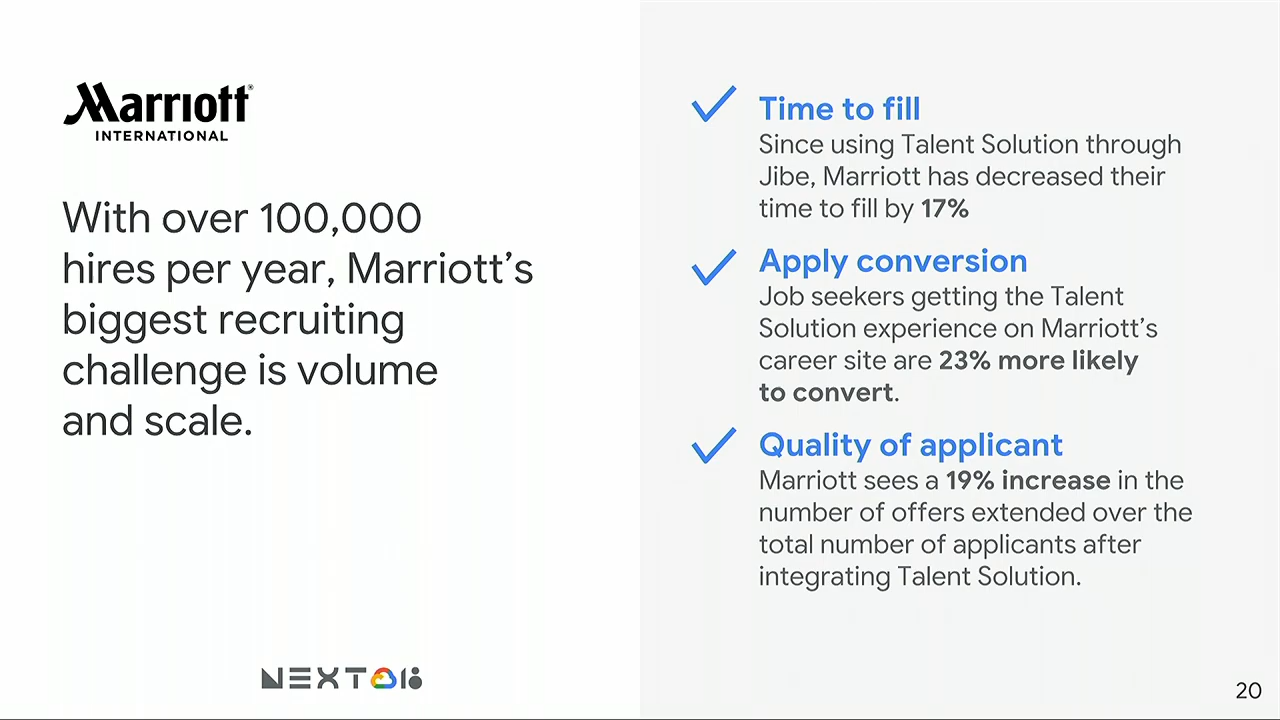 Marriott®
INTERNATIONAL
With over 100,000
hires per year, Marriott’s
biggest recruiting
challenge is volume
and scale.
Time to fill
Since using Talent Solution through
Jibe, Marriott has decreased their
time to fill by 17%
Apply conversion
Job seekers getting the Talent
Solution experience on Marriott’s
career site are 23% more likely
to convert.
Quality of applicant
Marriott sees a 19% increase in the
number of offers extended over the
total number of applicants after
integrating Talent Solution.
NEXT 18
20